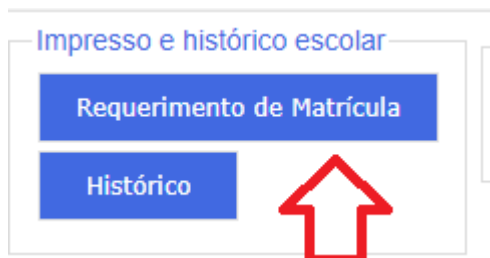 Impresso e histórico escolar
Requerimento de Matrícula
Histórico